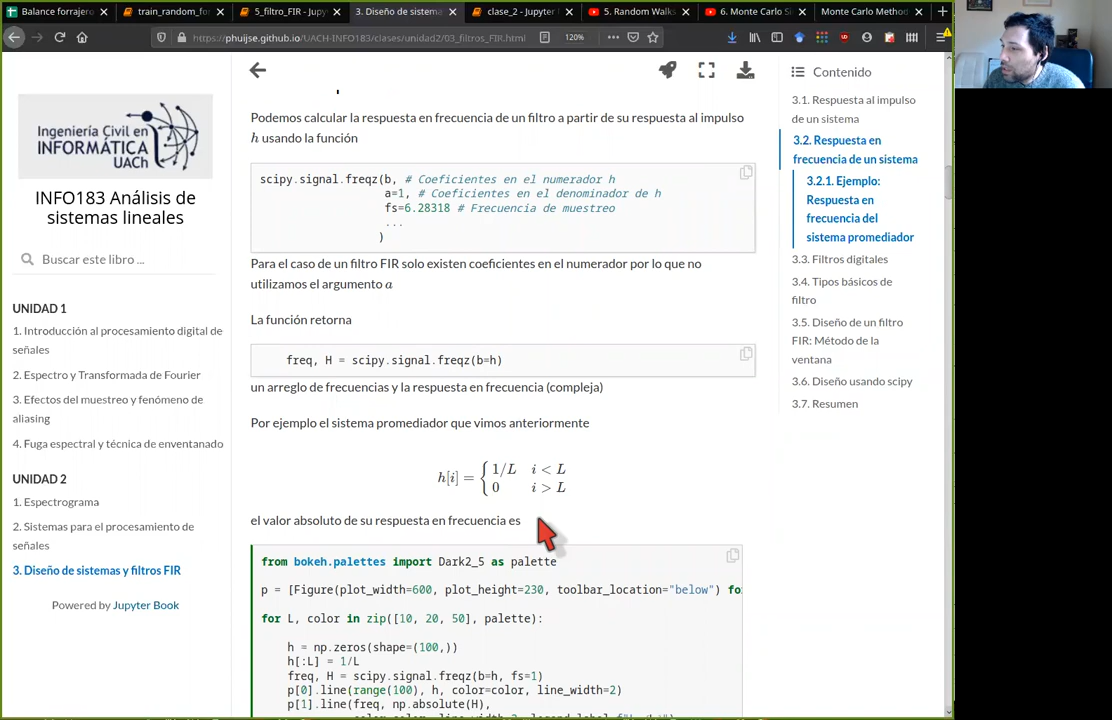 Balance forrajero
train_random_for
5_filtro_FIR - Jupy
3. Diseño de sistema
clase_2 - Jupyter
5. Random Walks
6. Monte Carlo S
Monte Carlo Method
https://phuijse.github.io/UACH-INFO183/clases/unidad2/03_filtros_FIR.html
120%
Ingeniería Civil en
INFORMÁTICA
UACh
INFO183 Análisis de
sistemas lineales
Buscar este libro ...
UNIDAD 1
1. Introducción al procesamiento digital de
señales
2. Espectro y Transformada de Fourier
3. Efectos del muestreo y fenómeno de
aliasing
4. Fuga espectral y técnica de enventanado
UNIDAD 2
1. Espectrograma
2. Sistemas para el procesamiento de
señales
3. Diseño de sistemas y filtros FIR
Powered by Jupyter Book
Podemos calcular la respuesta en frecuencia de un filtro a partir de su respuesta al impulso
h usando la función
scipy.signal.freqz(b, # Coeficientes en el numerador h
a=1, # Coeficientes en el denominador de h
fs=6.28318 # Frecuencia de muestreo
...
)
Para el caso de un filtro FIR solo existen coeficientes en el numerador por lo que no
utilizamos el argumento a
La función retorna
freq, H = scipy.signal.freqz(b=h)
un arreglo de frecuencias y la respuesta en frecuencia (compleja)
Por ejemplo el sistema promediador que vimos anteriormente
h[i] = { 1/L i < L
0 i > L
el valor absoluto de su respuesta en frecuencia es
from bokeh.palettes import Dark2_5 as palette
p = [Figure(plot_width=600, plot_height=230, toolbar_location="below") fo
for L, color in zip([10, 20, 50], palette):
h = np.zeros(shape=(100,))
h[:L] = 1/L
freq, H = scipy.signal.freqz(b=h, fs=1)
p[0].line(range(100), h, color=color, line_width=2)
p[1].line(freq, np.absolute(H),
Contenido
3.1. Respuesta al impulso
de un sistema
3.2. Respuesta en
frecuencia de un sistema
3.2.1. Ejemplo:
Respuesta en
frecuencia del
sistema promediador
3.3. Filtros digitales
3.4. Tipos básicos de
filtro
3.5. Diseño de un filtro
FIR: Método de la
ventana
3.6. Diseño usando scipy
3.7. Resumen